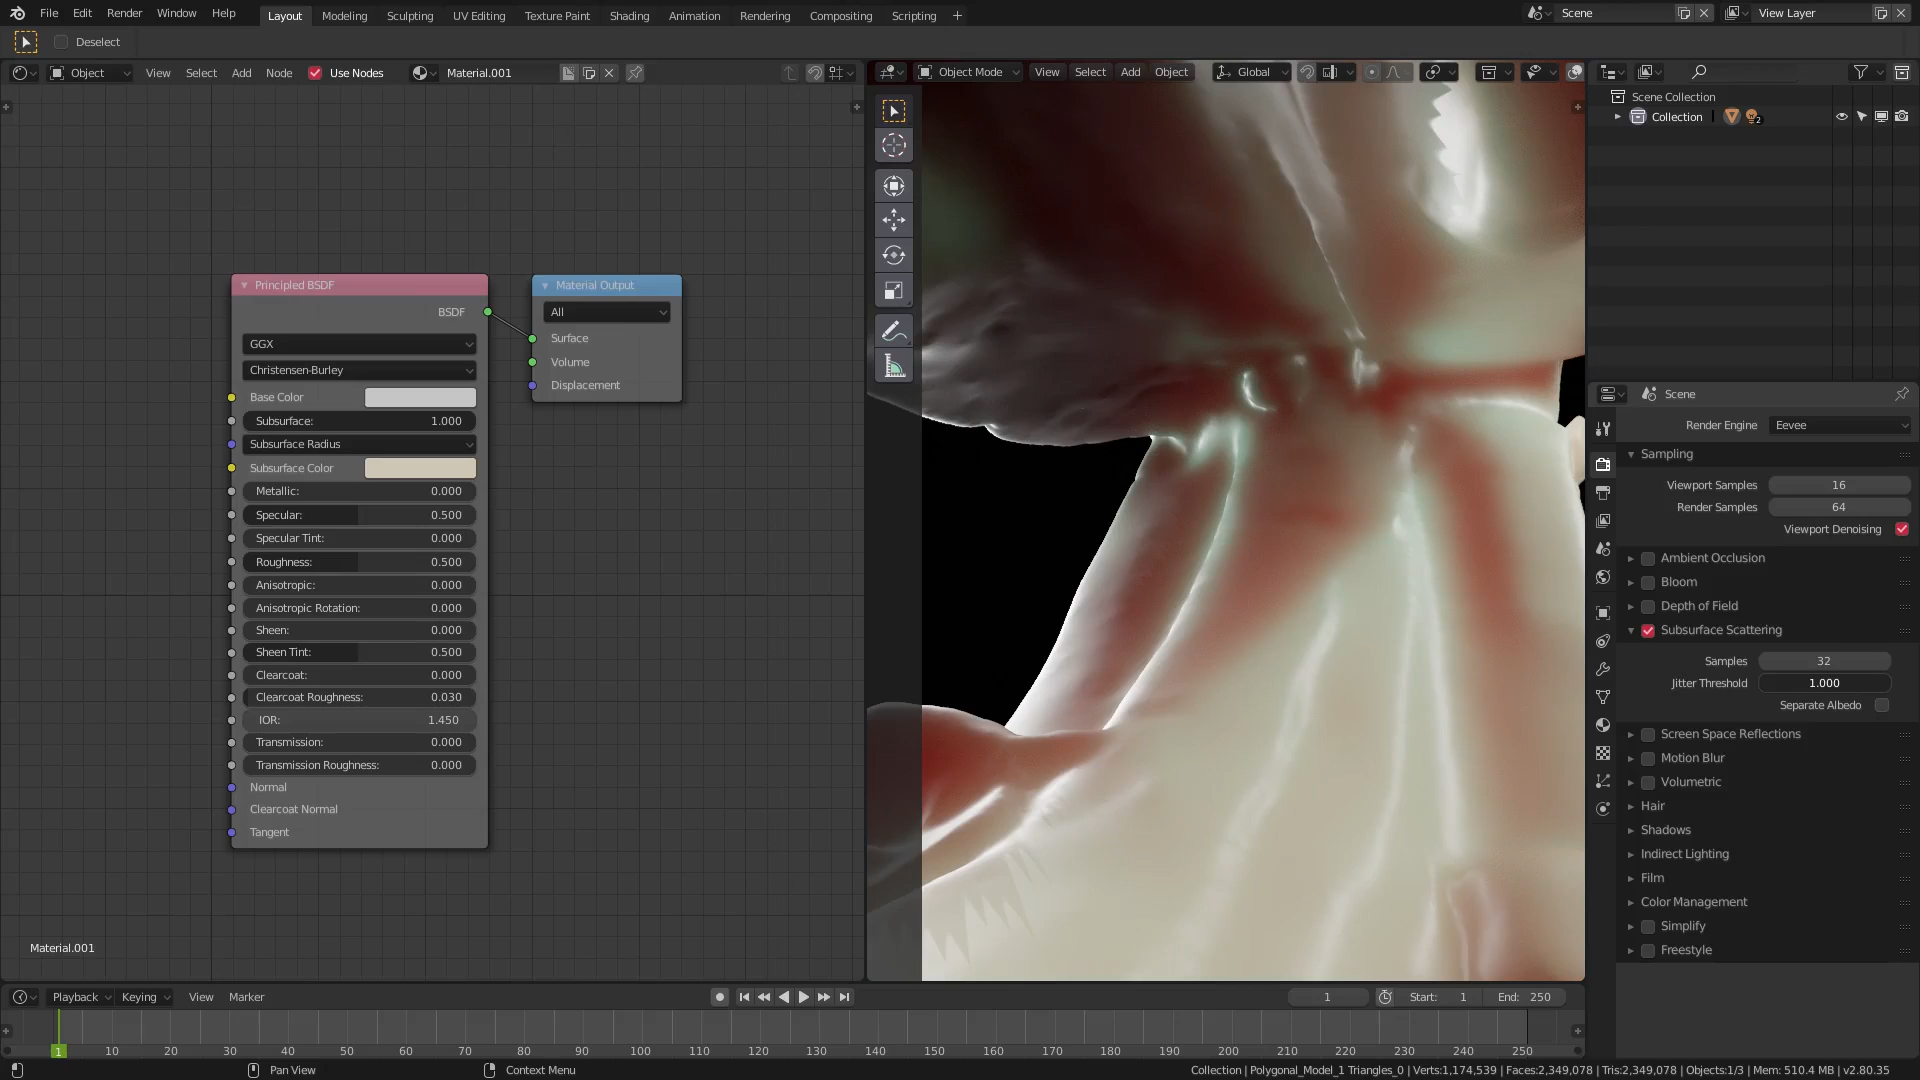 File Edit Render Window Help Layout Modeling Sculpting UV Editing Texture Paint Shading Animation Rendering Compositing Scripting + Scene View Layer
Deselect
Object View Select Add Node Use Nodes Material.001 Object Mode View Select Add Object Global
Scene Collection
Collection 2
Principled BSDF
BSDF
GGX
Christensen-Burley
Base Color
Subsurface: 1.000
Subsurface Radius
Subsurface Color
Metallic: 0.000
Specular: 0.500
Specular Tint: 0.000
Roughness: 0.500
Anisotropic: 0.000
Anisotropic Rotation: 0.000
Sheen: 0.000
Sheen Tint: 0.500
Clearcoat: 0.000
Clearcoat Roughness: 0.030
IOR: 1.450
Transmission: 0.000
Transmission Roughness: 0.000
Normal
Clearcoat Normal
Tangent
Material Output
All
Surface
Volume
Displacement
Material.001
Scene
Render Engine Eevee
Sampling
Viewport Samples 16
Render Samples 64
Viewport Denoising
Ambient Occlusion
Bloom
Depth of Field
Subsurface Scattering
Samples 32
Jitter Threshold 1.000
Separate Albedo
Screen Space Reflections
Motion Blur
Volumetric
Hair
Shadows
Indirect Lighting
Film
Color Management
Simplify
Freestyle
Playback Keying View Marker 1 Start: 1 End: 250
1 10 20 30 40 50 60 70 80 90 100 110 120 130 140 150 160 170 180 190 200 210 220 230 240 250
Pan View Context Menu Collection | Polygonal_Model_1 Triangles_0 | Verts:1,174,539 | Faces:2,349,078 | Tris:2,349,078 | Objects:1/3 | Mem: 510.4 MB | v2.80.35